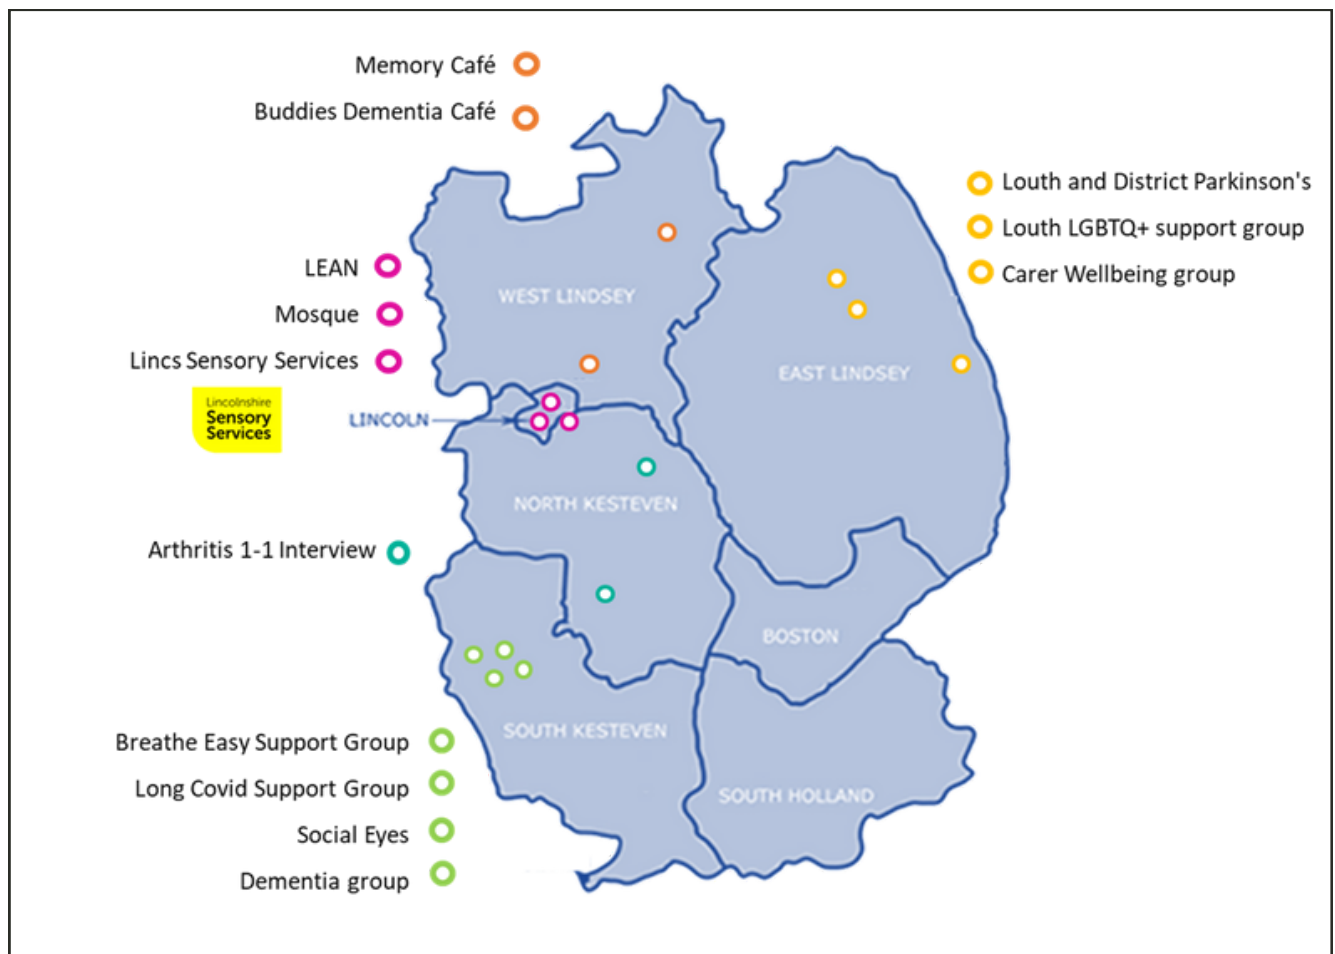 Memory Café
Buddies Dementia Café
Louth and District Parkinson's
Louth LGBTQ+ support group
Carer Wellbeing group
LEAN
Mosque
Lincs Sensory Services
Lincolnshire
Sensory
Services
WEST LINDSEY
EAST LINDSEY
LINCOLN
NORTH KESTEVEN
Arthritis 1-1 Interview
BOSTON
SOUTH KESTEVEN
SOUTH HOLLAND
Breathe Easy Support Group
Long Covid Support Group
Social Eyes
Dementia group